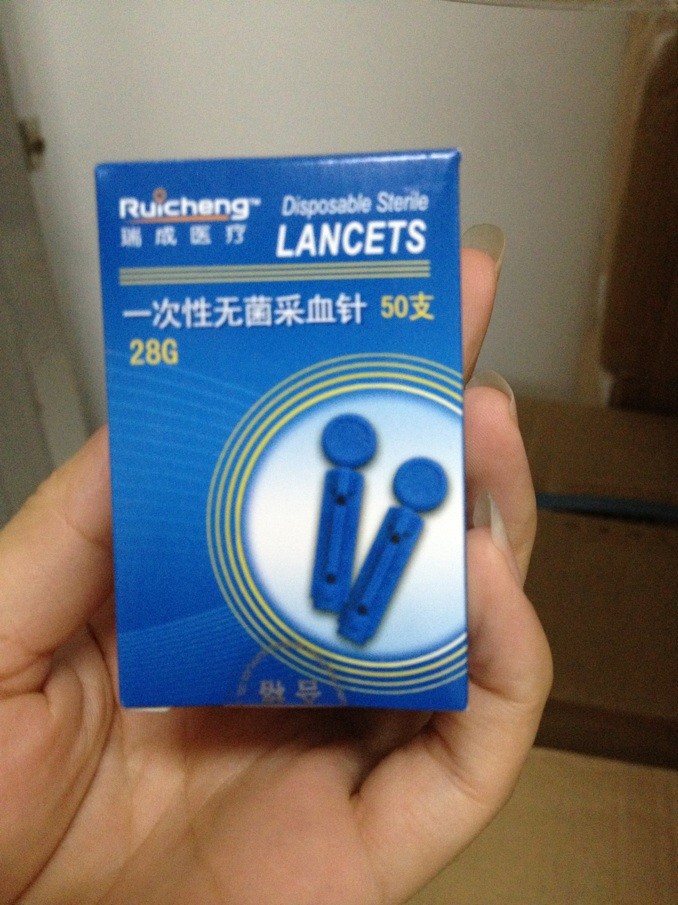 Ruicheng™
瑞成医疗
Disposable Sterile
LANCETS
一次性无菌采血针 50支
28G